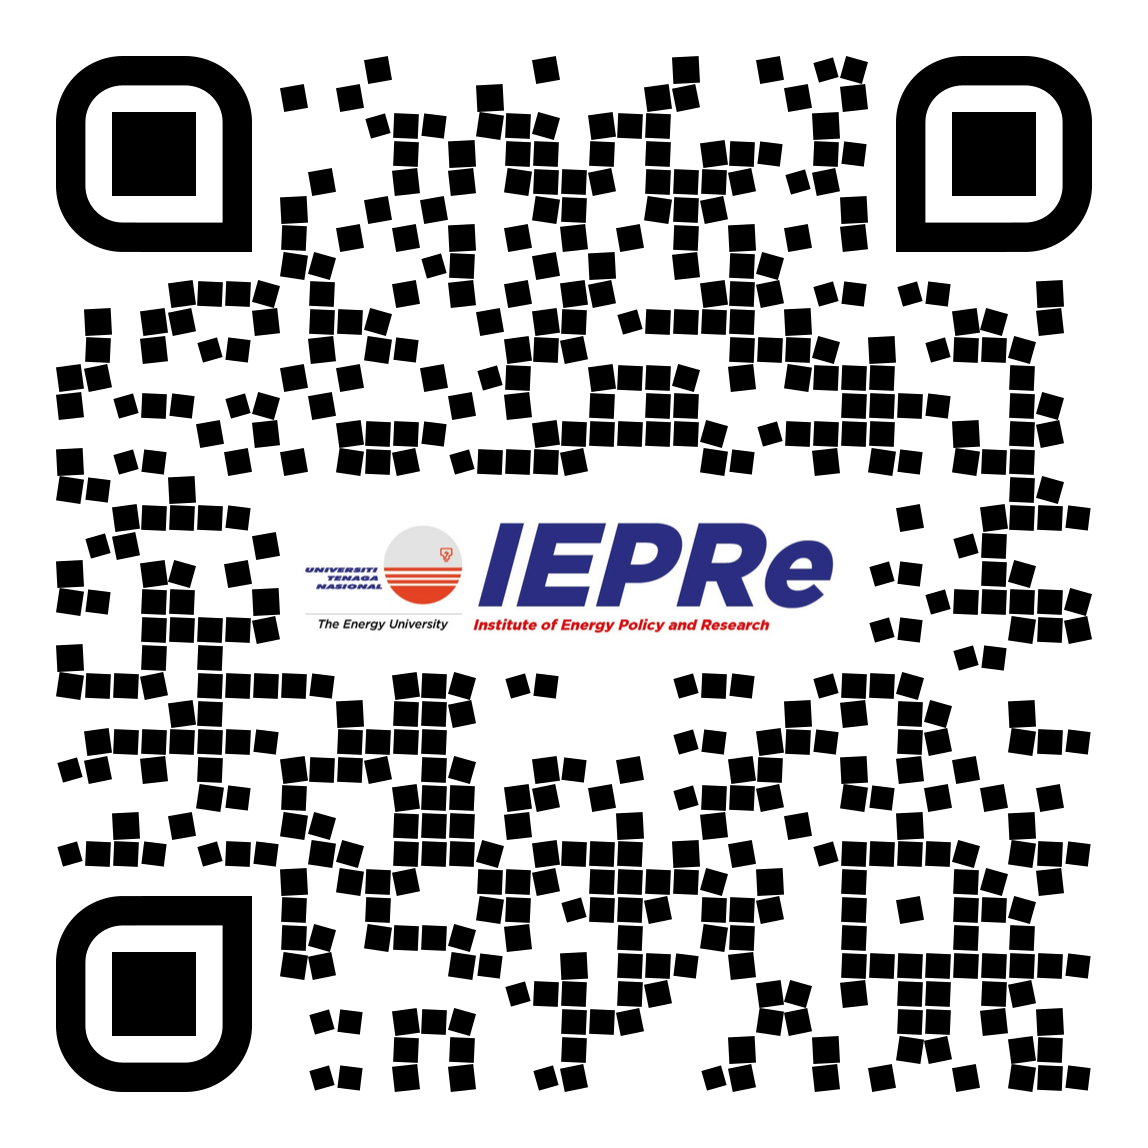 UNIVERSITI
TENAGA
NASIONAL
The Energy University
IEPRe
Institute of Energy Policy and Research